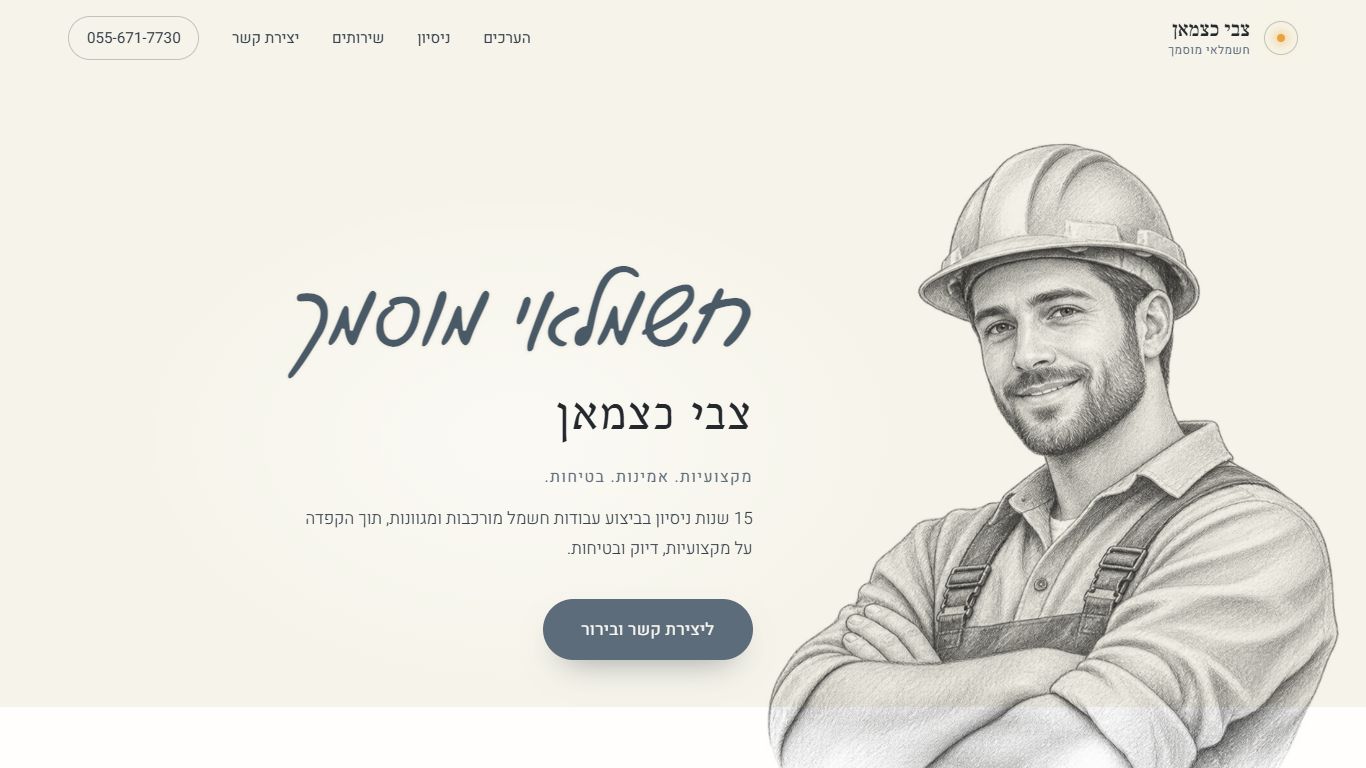 צבי כצמאן
חשמלאי מוסמך
הערכים
ניסיון
שירותים
יצירת קשר
055-671-7730
חשמלאי מוסמך
צבי כצמאן
מקצועיות. אמינות. בטיחות.
15 שנות ניסיון בביצוע עבודות חשמל מורכבות ומגוונות, תוך הקפדה
על מקצועיות, דיוק ובטיחות.
ליצירת קשר ובירור